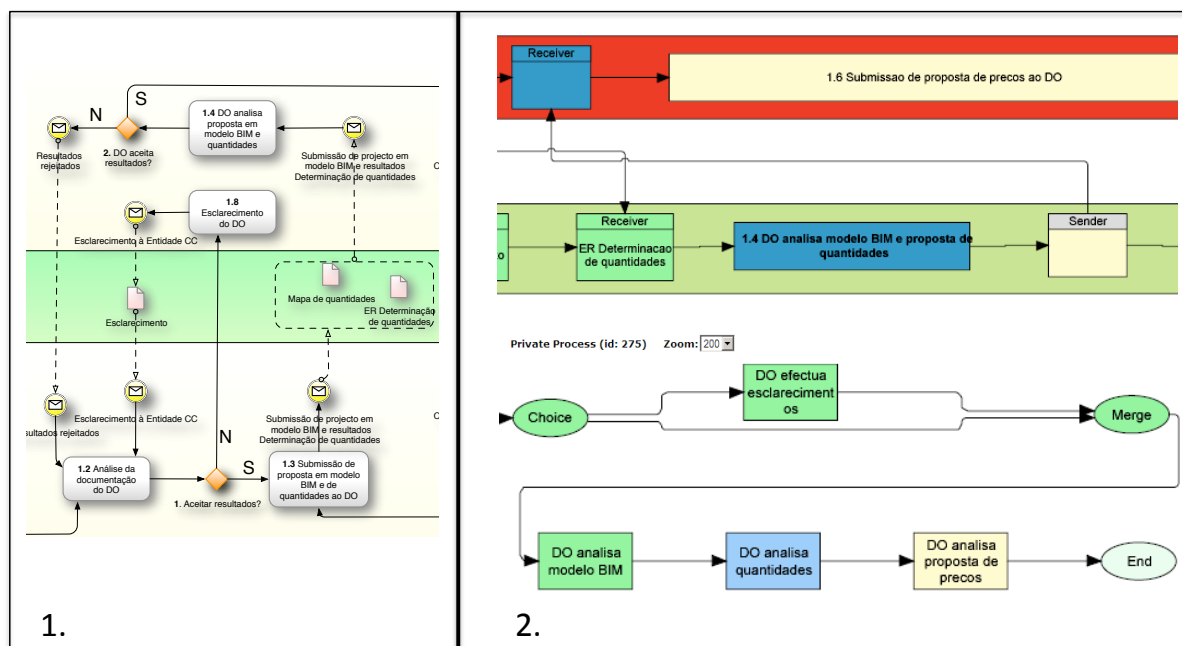 S
N
1.4 DO analisa
proposta em
modelo BIM e
quantidades
Resultados
rejeitados
2. DO aceita
resultados?
Submissão de projecto em
modelo BIM e resultados
Determinação de quantidades
C
1.8
Esclarecimento
do DO
Esclarecimento à Entidade CC
Mapa de quantidades
ER Determinação
de quantidades
Esclarecimento
Esclarecimento à Entidade CC
sultados rejeitados
N
S
Submissão de projecto em
modelo BIM e resultados
Determinação de quantidades
1.2 Análise da
documentação
do DO
1. Aceitar resultados?
1.3 Submissão de
proposta em modelo
BIM e de
quantidades ao DO
1.
Receiver
1.6 Submissao de proposta de precos ao DO
Receiver
ER Determinacao
de quantidades
1.4 DO analisa modelo BIM e proposta de
quantidades
Sender
Private Process (id: 275) Zoom: 200
Choice
DO efectua
esclareciment
os
Merge
DO analisa
modelo BIM
DO analisa
quantidades
DO analisa
proposta de
precos
End
2.